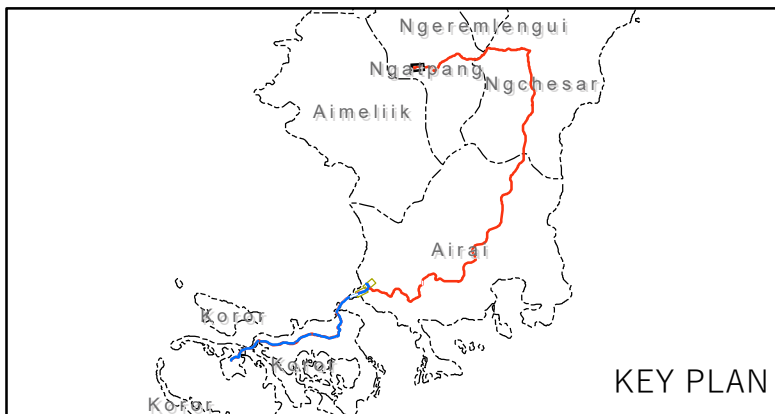 Ngeremlengui
Ngatpang
Ngchesar
Aimeliik
Airai
Koror
Koror
KEY PLAN
Koror